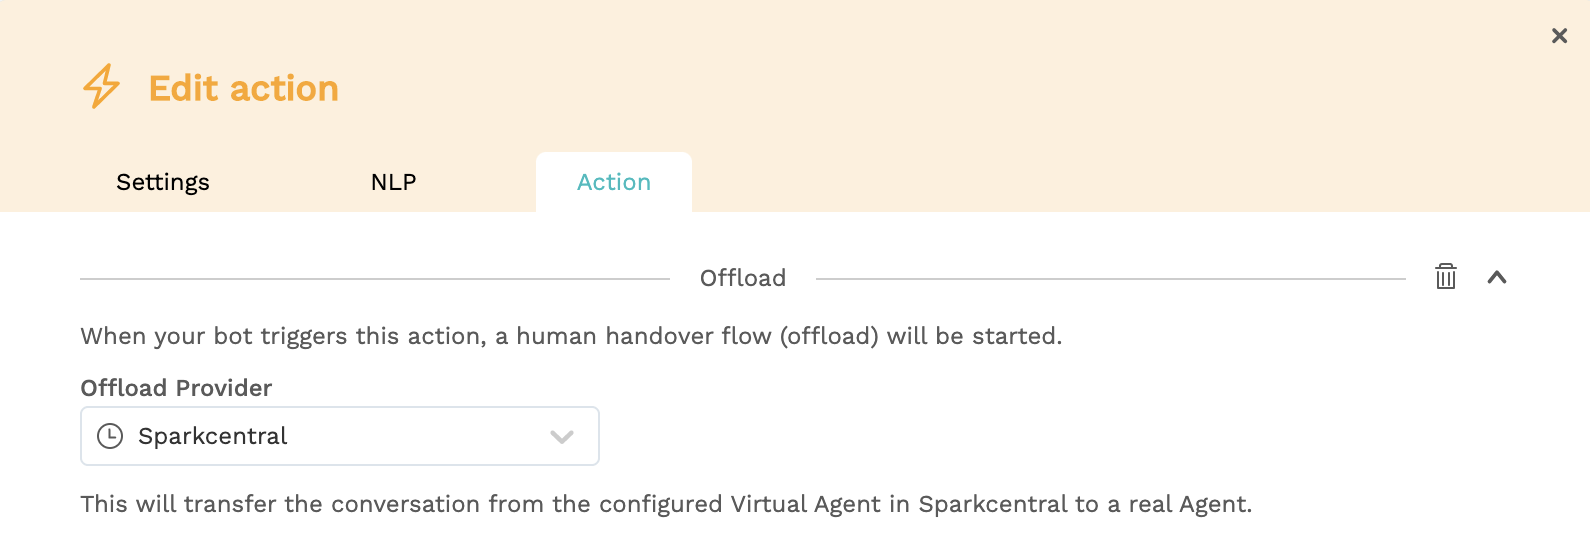 Edit action
Settings NLP Action
Offload
When your bot triggers this action, a human handover flow (offload) will be started.
Offload Provider
Sparkcentral
This will transfer the conversation from the configured Virtual Agent in Sparkcentral to a real Agent.